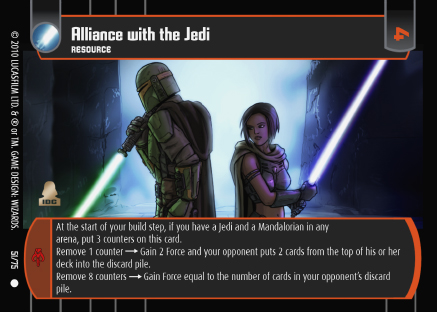 Alliance with the Jedi
RESOURCE
4
© 2010 LUCASFILM LTD. & ® or TM. GAME DESIGN: WIZARDS.
51/75
IDC
At the start of your build step, if you have a Jedi and a Mandalorian in any
arena, put 3 counters on this card.
Remove 1 counter → Gain 2 Force and your opponent puts 2 cards from the top of his or her
deck into the discard pile.
Remove 8 counters → Gain Force equal to the number of cards in your opponent's discard
pile.